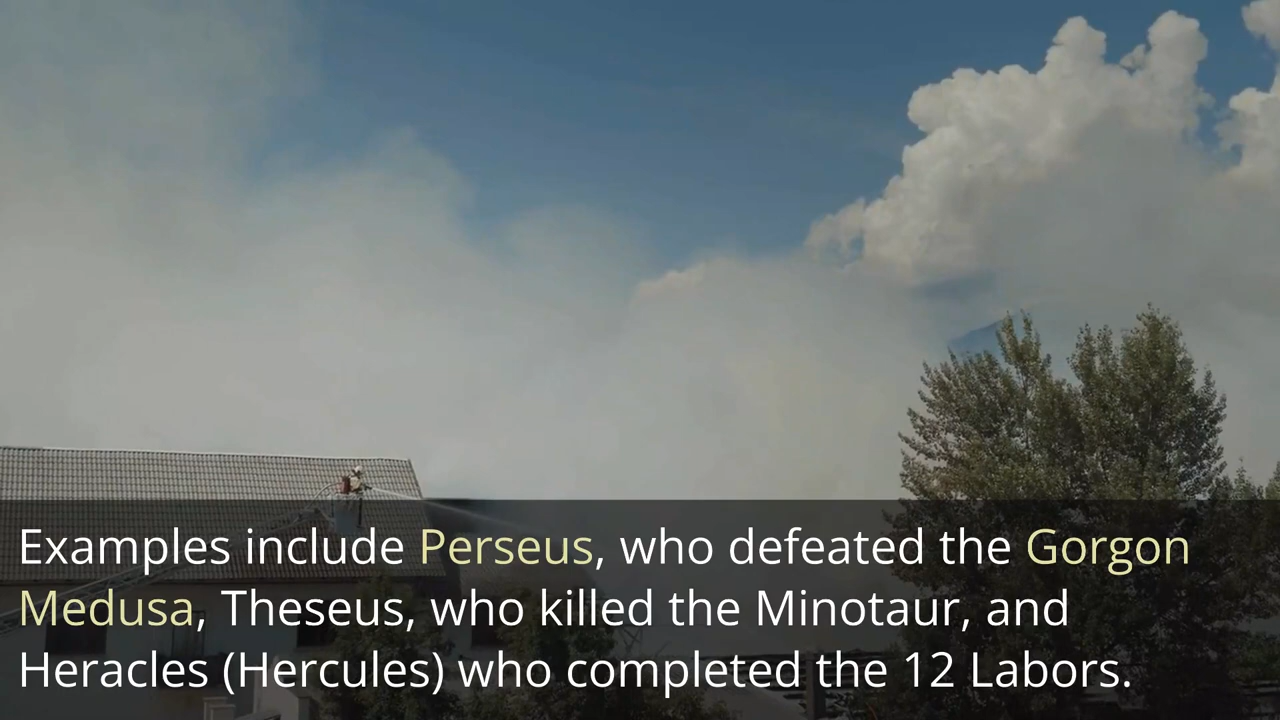 Examples include Perseus, who defeated the Gorgon
Medusa, Theseus, who killed the Minotaur, and
Heracles (Hercules) who completed the 12 Labors.